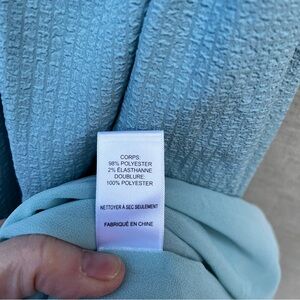 CORPS:
98% POLYESTER
2% ÉLASTHANNE
DOUBLURE:
100% POLYESTER
NETTOYER À SEC SEULEMENT
FABRIQUÉ EN CHINE